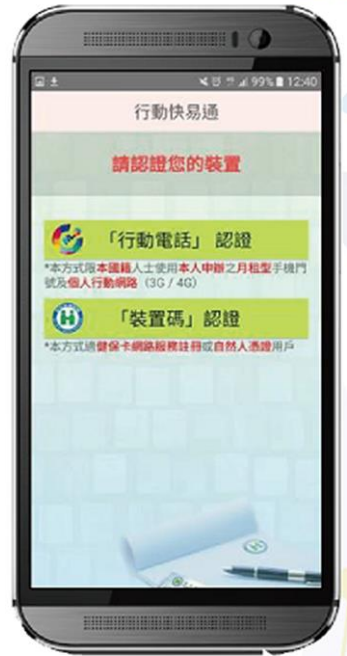 99% 12:40
行動快易通
請認證您的裝置
「行動電話」 認證
*本方式限本國籍人士使用本人申辦之月租型手機門
號及個人行動網路（3G / 4G）
「裝置碼」認證
*本方式適健保卡網路服務註冊或自然人憑證用戶